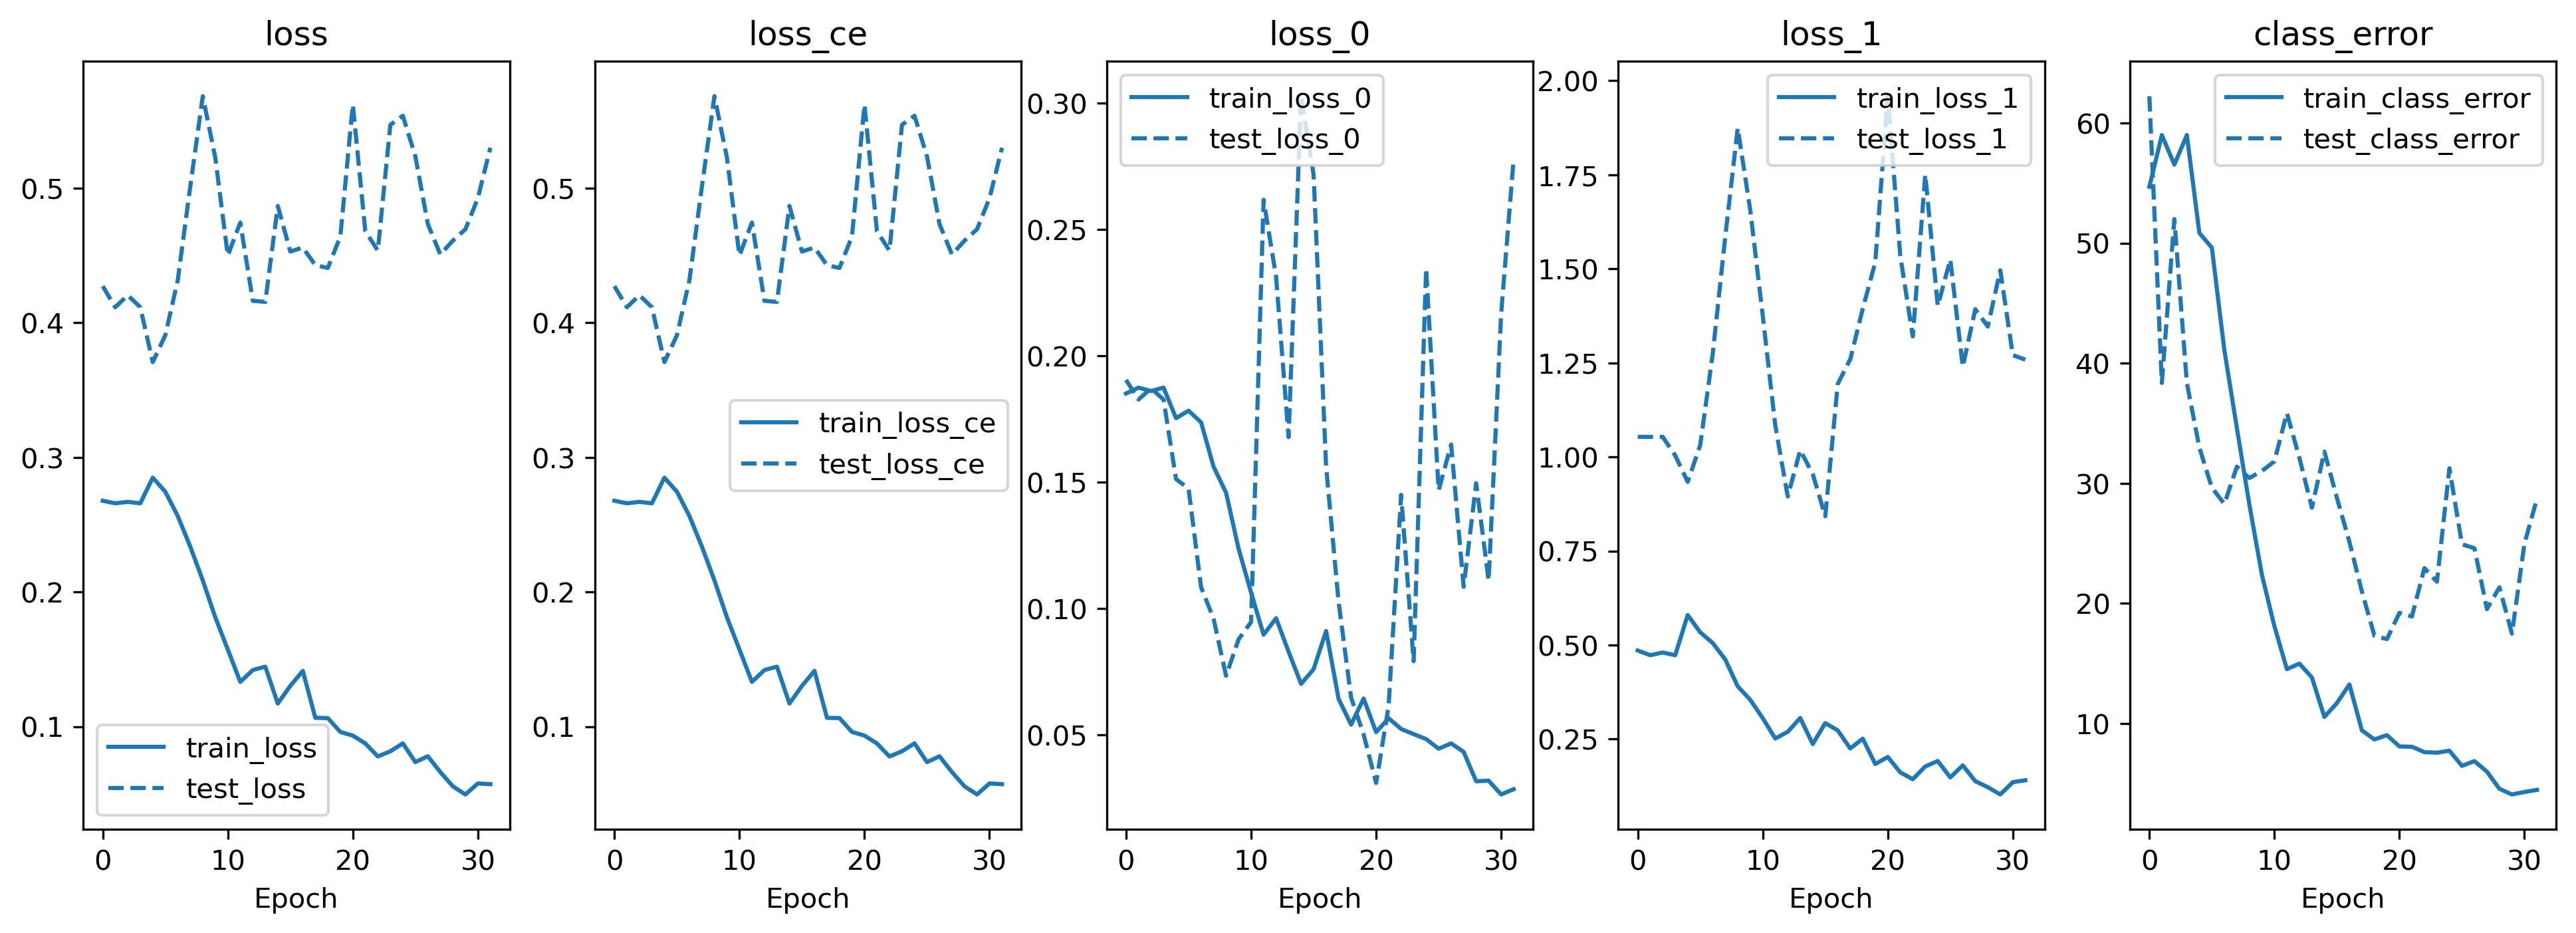 loss
0.5
0.4
0.3
0.2
0.1
train_loss
test_loss
0
10
20
30
Epoch
loss_ce
0.5
0.4
0.3
0.2
0.1
train_loss_ce
test_loss_ce
0
10
20
30
Epoch
loss_0
0.30
0.25
0.20
0.15
0.10
0.05
train_loss_0
test_loss_0
0
10
20
30
Epoch
loss_1
2.00
1.75
1.50
1.25
1.00
0.75
0.50
0.25
train_loss_1
test_loss_1
0
10
20
30
Epoch
class_error
60
50
40
30
20
10
train_class_error
test_class_error
0
10
20
30
Epoch